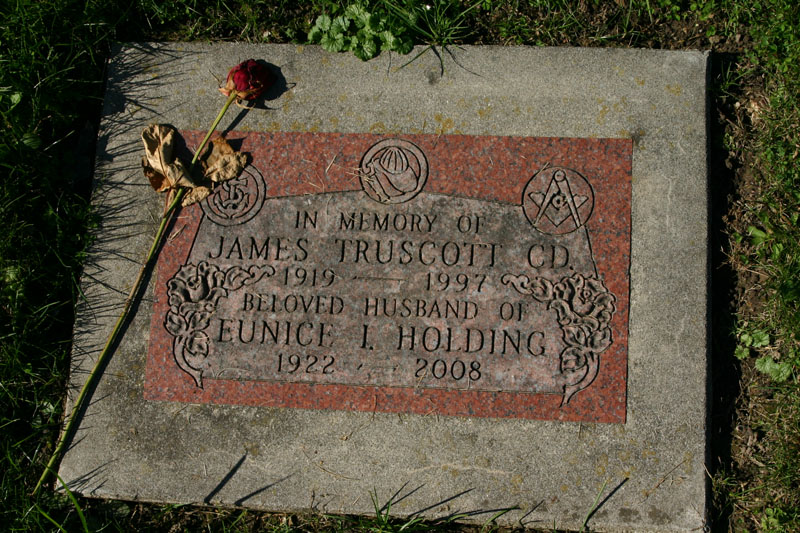 IN MEMORY OF
JAMES TRUSCOTT CD.
1919 — 1997
BELOVED HUSBAND OF
EUNICE I. HOLDING
1922 - 2008